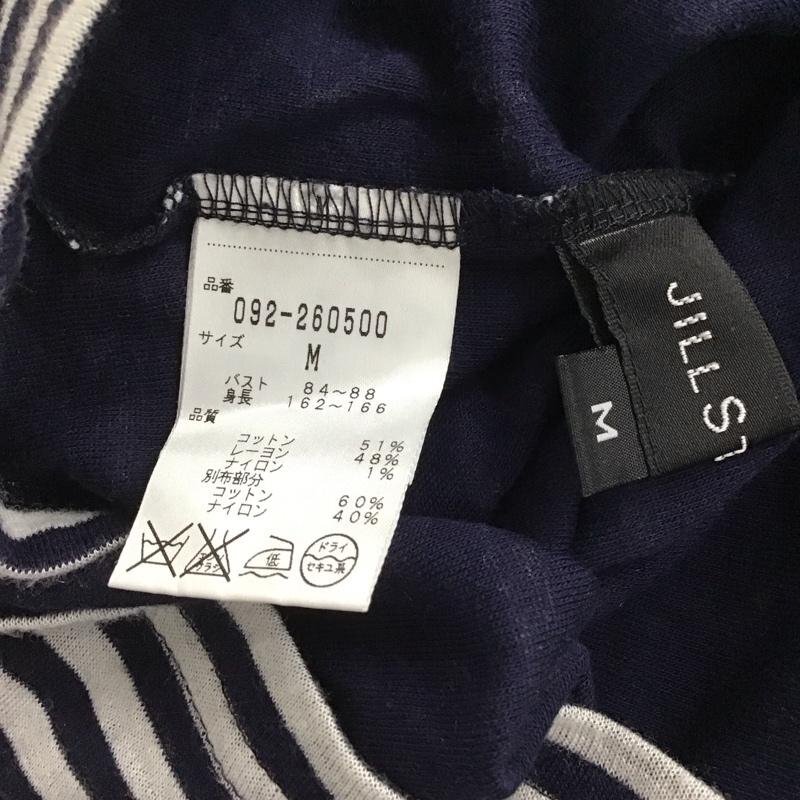 品番
092-260500
サイズ
M
バスト 84～88
身長 162～166
品質
コットン 51%
レーヨン 48%
ナイロン 1%
別布部分
コットン 60%
ナイロン 40%
低
ドライ
セキユ系
JILL ST
M